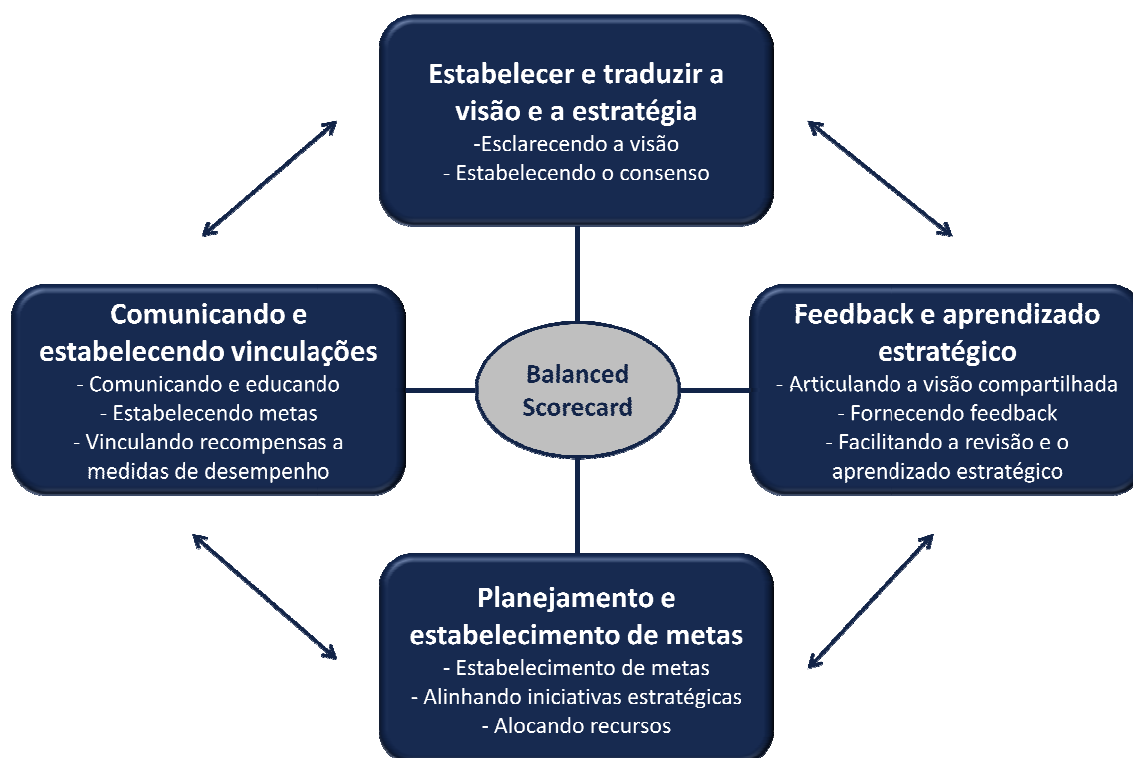 Estabelecer e traduzir a
visão e a estratégia
-Esclarecendo a visão
- Estabelecendo o consenso
Comunicando e
estabelecendo vinculações
- Comunicando e educando
- Estabelecendo metas
- Vinculando recompensas a
medidas de desempenho
Balanced
Scorecard
Feedback e aprendizado
estratégico
- Articulando a visão compartilhada
- Fornecendo feedback
- Facilitando a revisão e o
aprendizado estratégico
Planejamento e
estabelecimento de metas
- Estabelecimento de metas
- Alinhando iniciativas estratégicas
- Alocando recursos